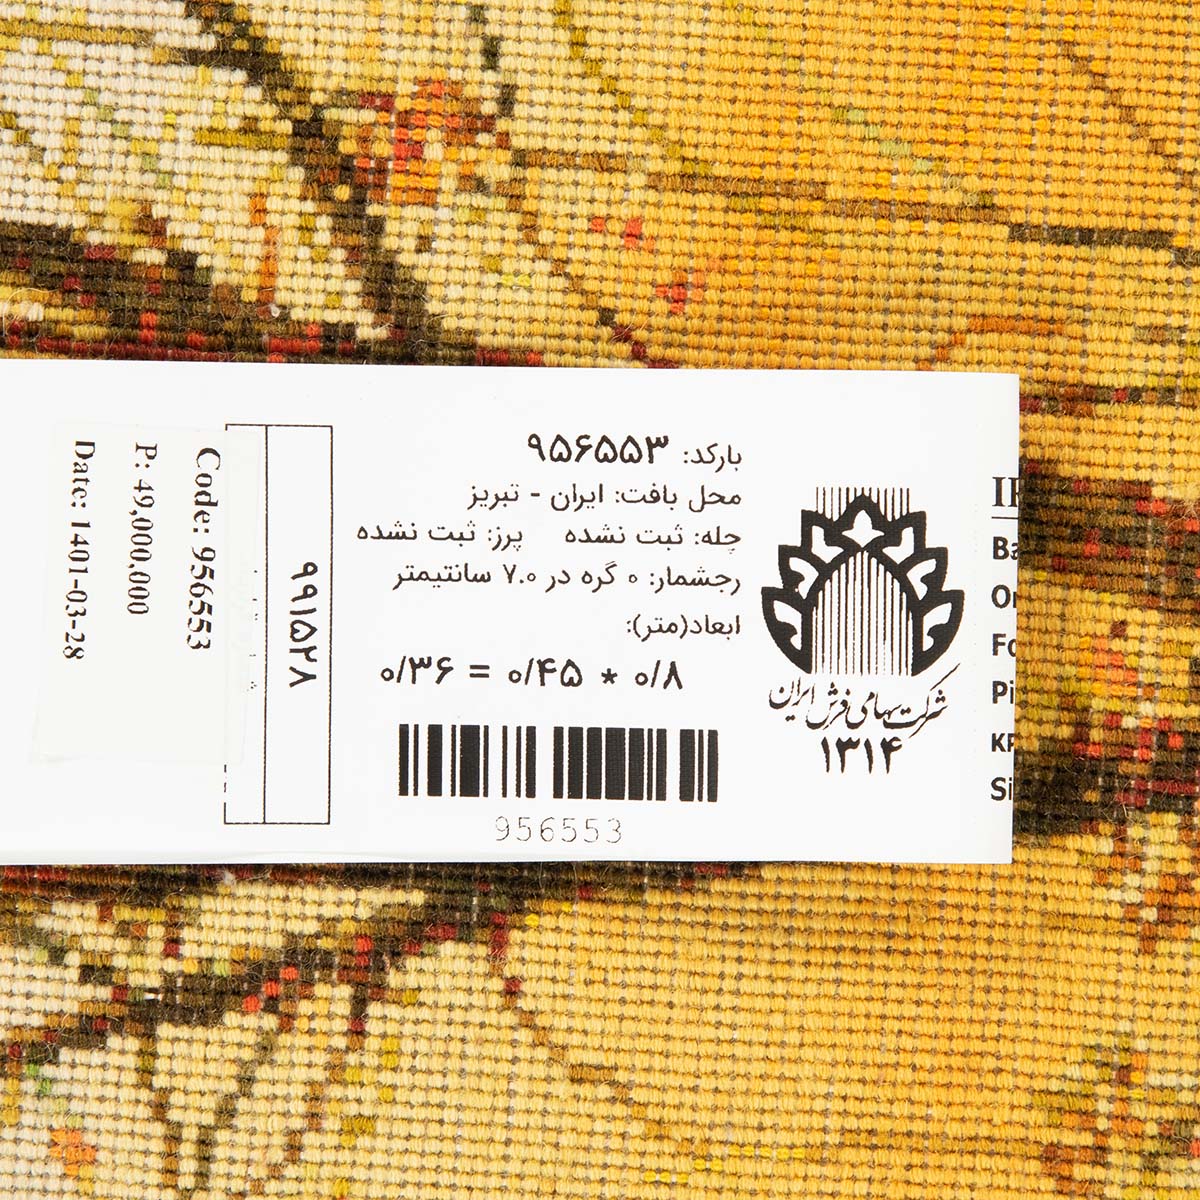 بارکد: ۹۵۶۵۵۳
محل بافت: ایران - تبریز
چله: ثبت نشده پرز: ثبت نشده
رجشمار: ۰ گره در ۷.۰ سانتیمتر
ابعاد(متر):
۰/۳۶ = ۰/۴۵ * ۰/۸
956553
شرکت سهامی فرش ایران
۱۳۱۴
۹۹۱۵۲۸
Code: 956553
P: 49,000,000
Date: 1401-03-28